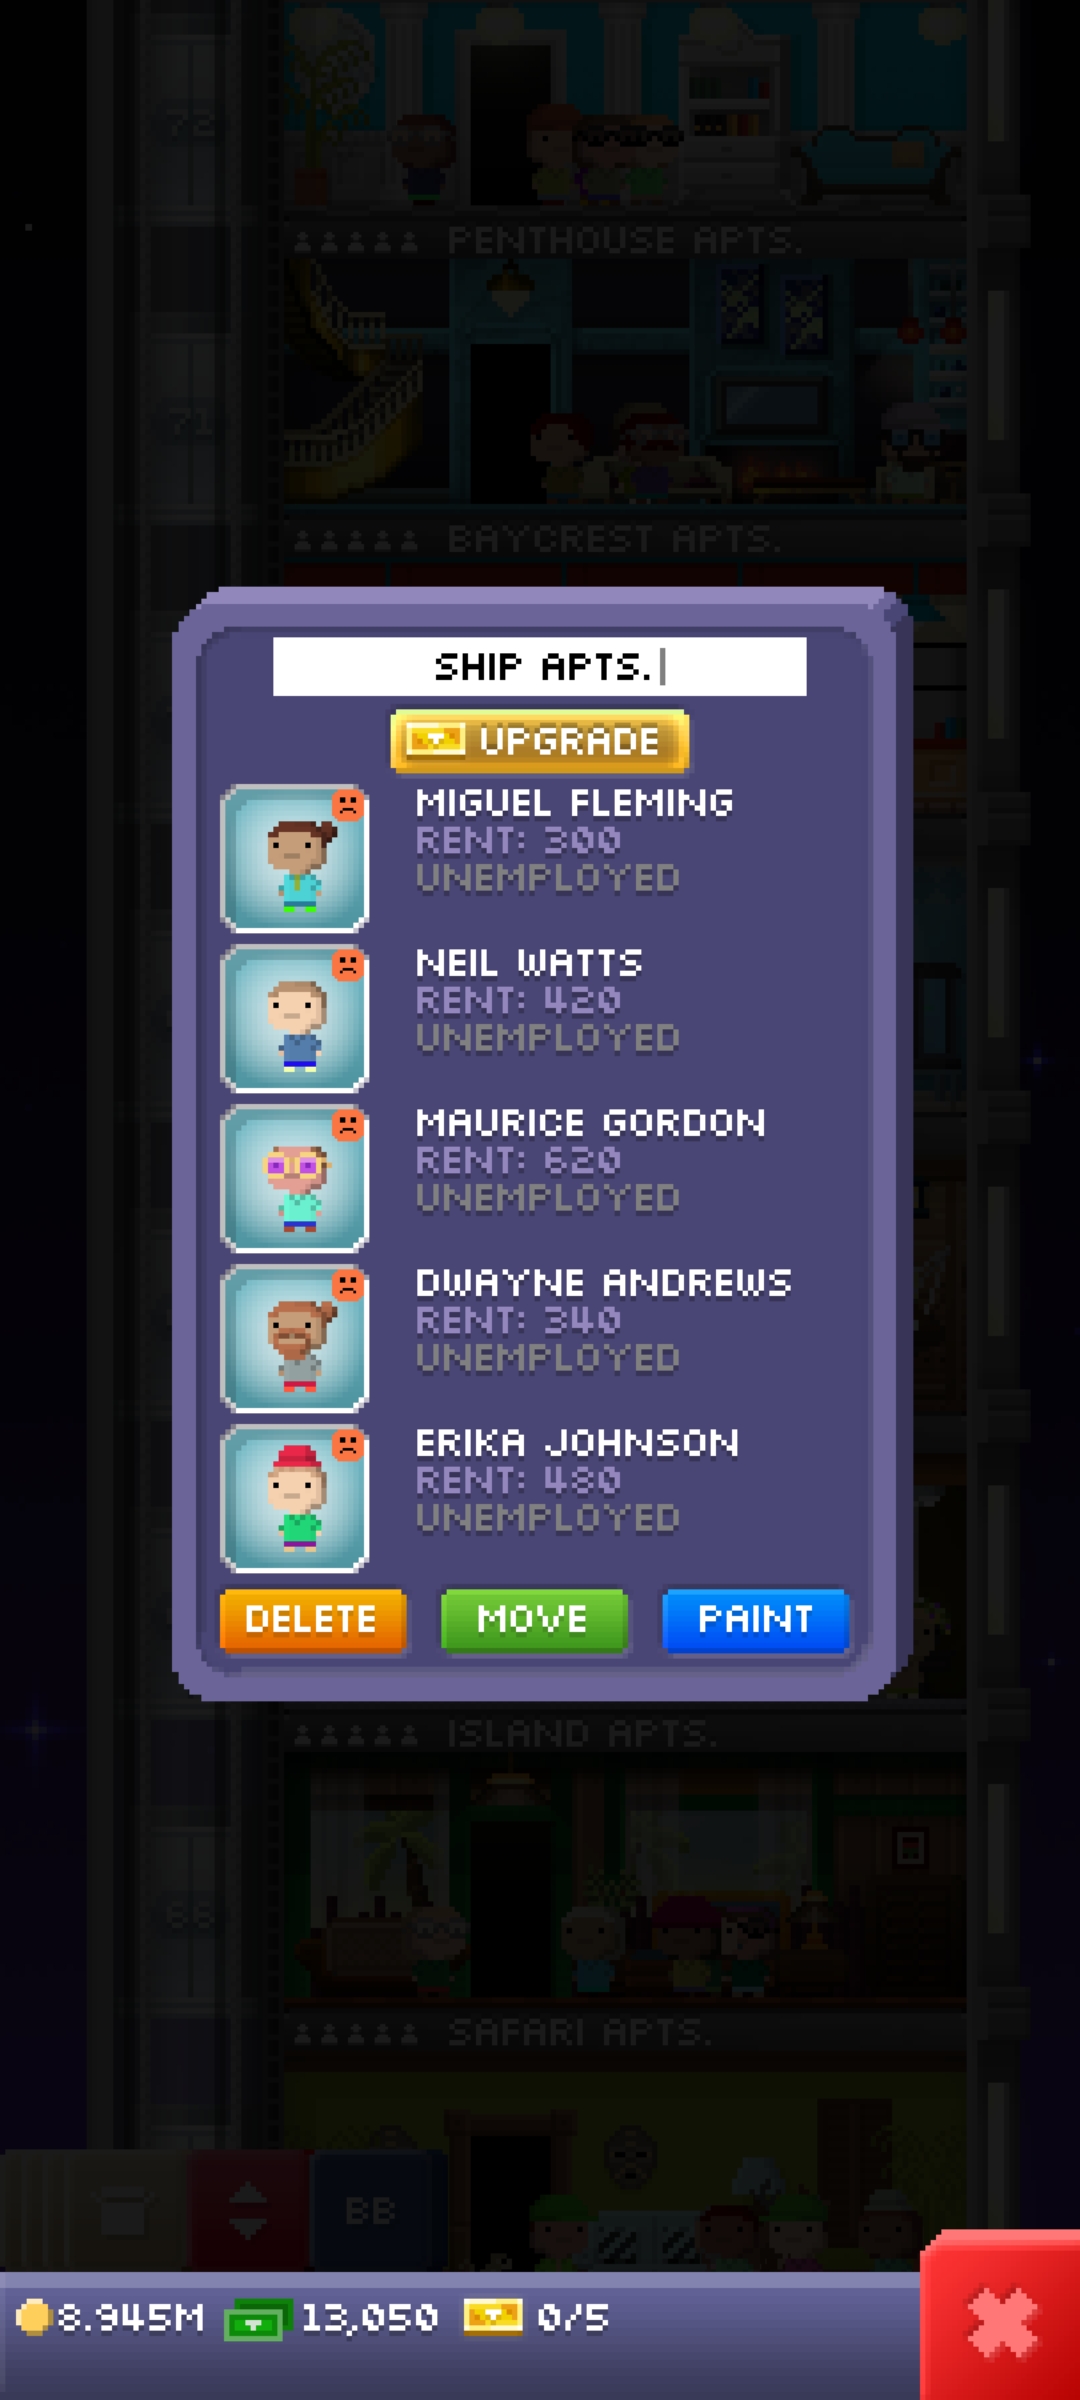 72
PENTHOUSE APTS.
71
BAYCREST APTS.
SHIP APTS.
UPGRADE
MIGUEL FLEMING
RENT: 300
UNEMPLOYED
NEIL WATTS
RENT: 420
UNEMPLOYED
MAURICE GORDON
RENT: 620
UNEMPLOYED
DWAYNE ANDREWS
RENT: 340
UNEMPLOYED
ERIKA JOHNSON
RENT: 480
UNEMPLOYED
DELETE MOVE PAINT
ISLAND APTS.
66
SAFARI APTS.
BB
8.945M 13,050 0/5